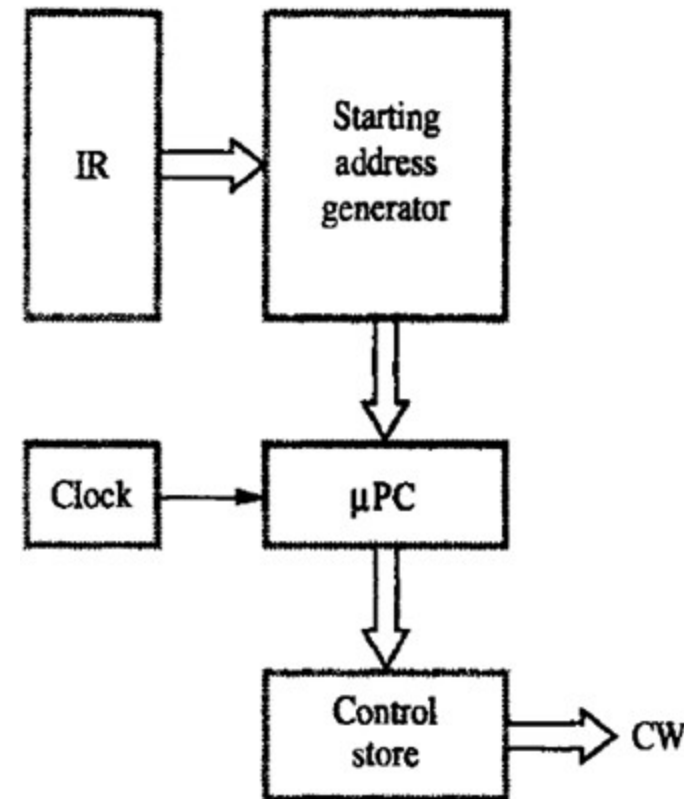 IR
Starting
address
generator
Clock
μPC
Control
store
CW